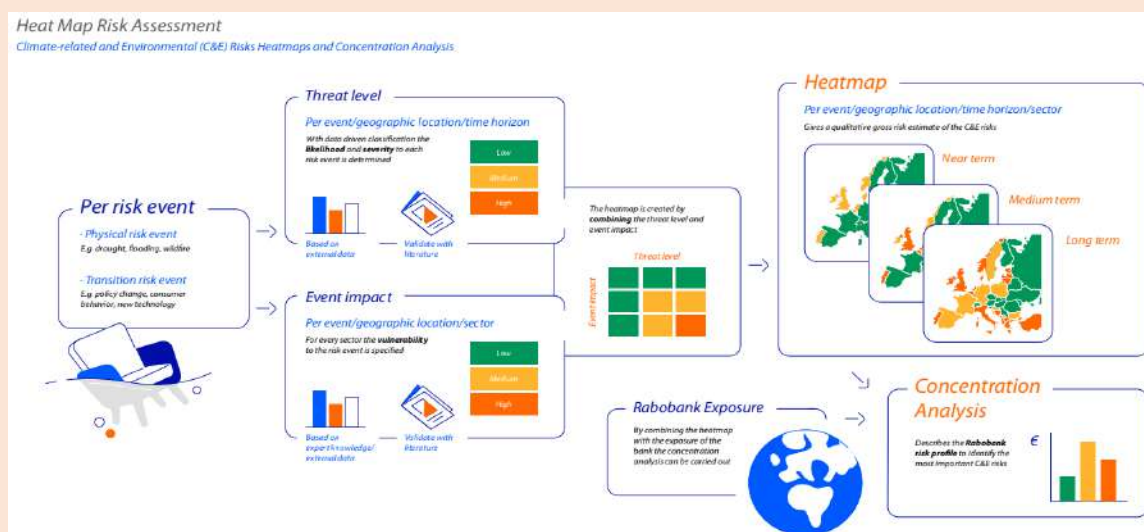 Heat Map Risk Assessment
Climate-related and Environmental (C&E) Risks Heatmaps and Concentration Analysis
Per risk event
- Physical risk event
E.g. drought, flooding, wildfire
- Transition risk event
E.g. policy change, consumer
behavior, new technology
Threat level
Per event/geographic location/time horizon
With data driven classification the
likelihood and severity to each
risk event is determined
Low
Medium
High
Based on
external data
Validate with
literature
Event impact
Per event/geographic location/sector
For every sector the vulnerability
to the risk event is specified
Low
Medium
High
Based on
expert knowledge/
external data
Validate with
literature
The heatmap is created by
combining the threat level and
event impact
Threat level
Event impact
Heatmap
Per event/geographic location/time horizon/sector
Gives a qualitative gross risk estimate of the C&E risks
Near term
Medium term
Long term
Rabobank Exposure
By combining the heatmap
with the exposure of the
bank the concentration
analysis can be carried out
Concentration
Analysis
Describes the Rabobank
risk profile to identify the
most important C&E risks
€